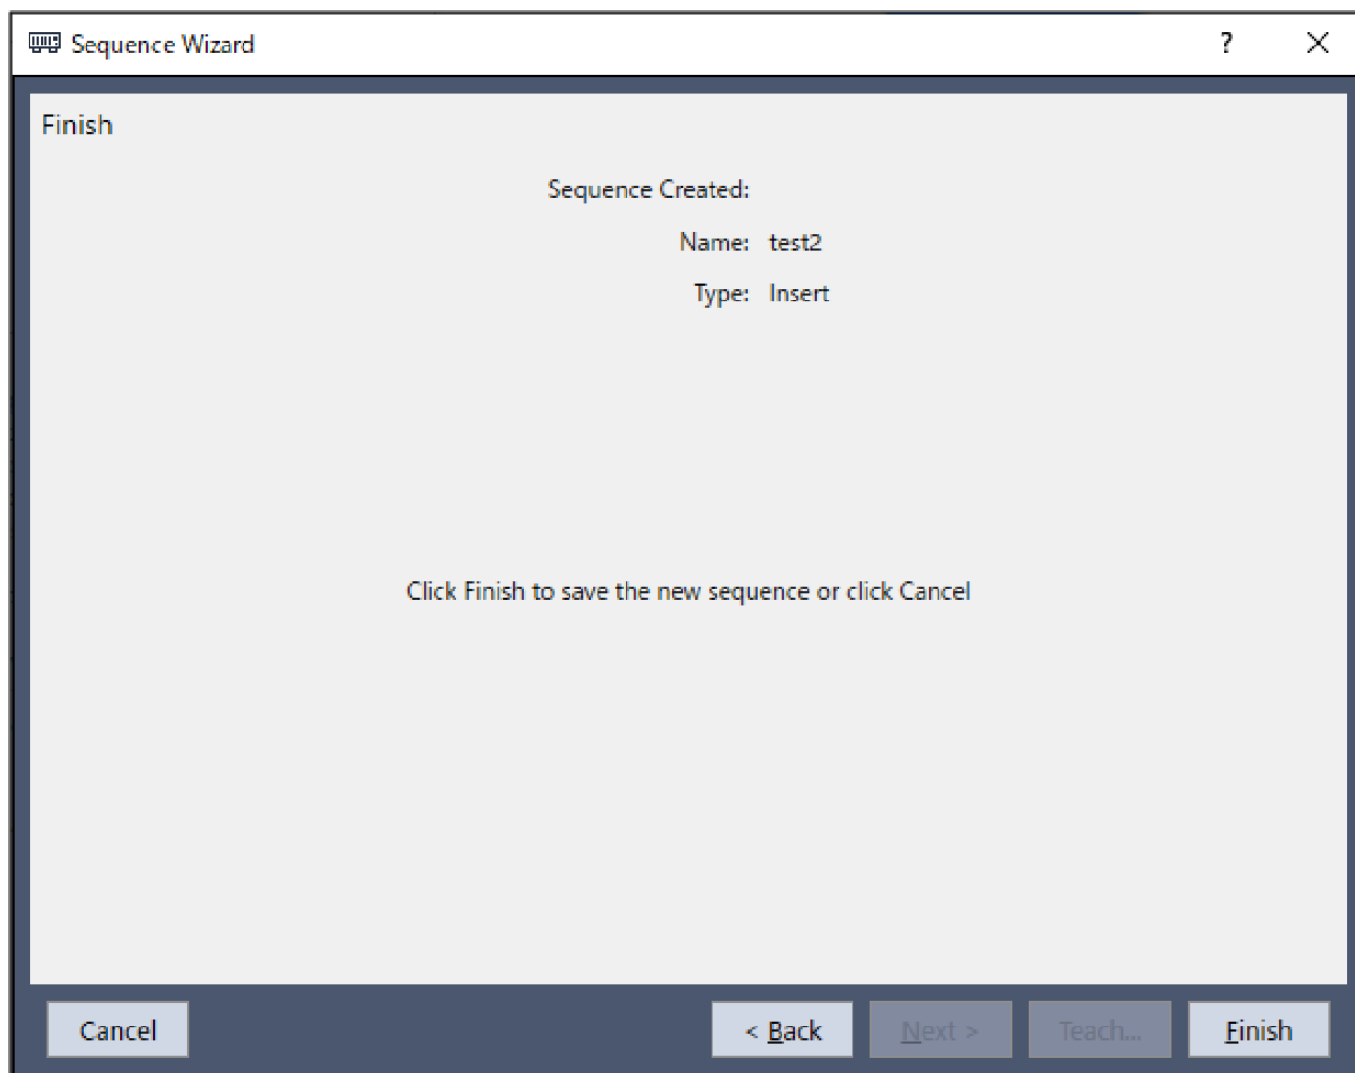 Sequence Wizard ?
Finish
Sequence Created:
Name: test2
Type: Insert
Click Finish to save the new sequence or click Cancel
Cancel < Back Next > Teach... Finish